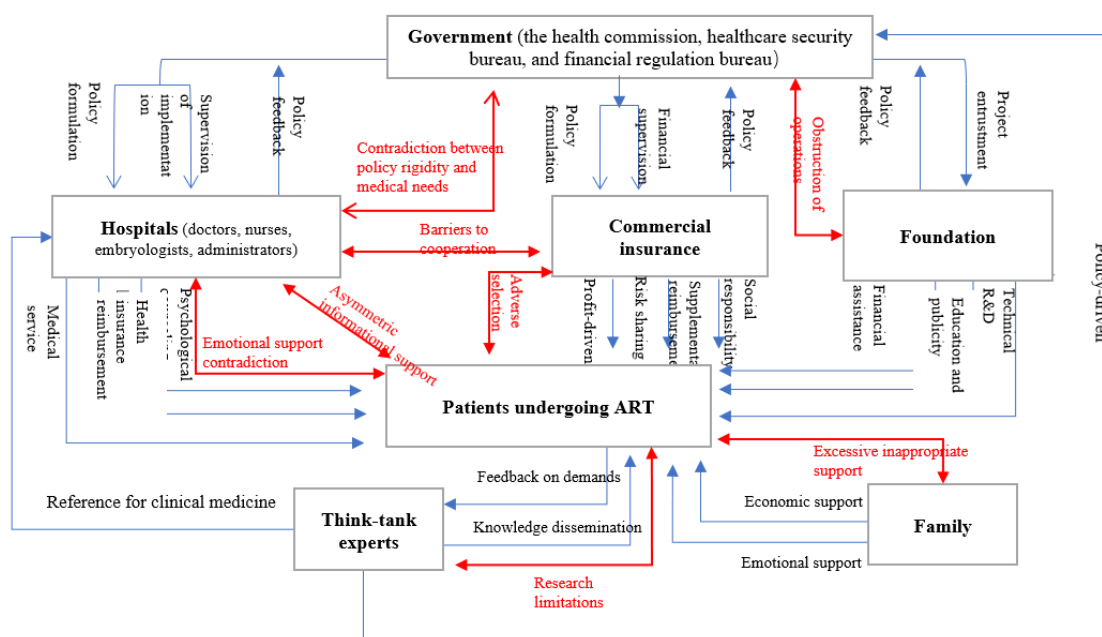 Government (the health commission, healthcare security
bureau, and financial regulation bureau)
Policy
formulation
Supervision
of
implementat
ion
Policy
feedback
Contradiction between
policy rigidity and
medical needs
Policy
formulation
Financial
supervision
Policy
feedback
Obstruction of
operations
Policy
feedback
Project
entrustment
Hospitals (doctors, nurses,
embryologists, administrators)
Barriers to
cooperation
Commercial
insurance
Foundation
Medical
service
Health
insurance
reimbursement
Psychological
Emotional support
contradiction
Asymmetric
informational support
Adverse
selection
Profit-driven
Risk sharing
Supplemental
reimburseme
Social
responsibility
Financial
assistance
Education and
publicity
Technical
R&D
Policy-driven
Patients undergoing ART
Excessive inappropriate
support
Feedback on demands
Reference for clinical medicine
Economic support
Think-tank
experts
Knowledge dissemination
Family
Emotional support
Research
limitations